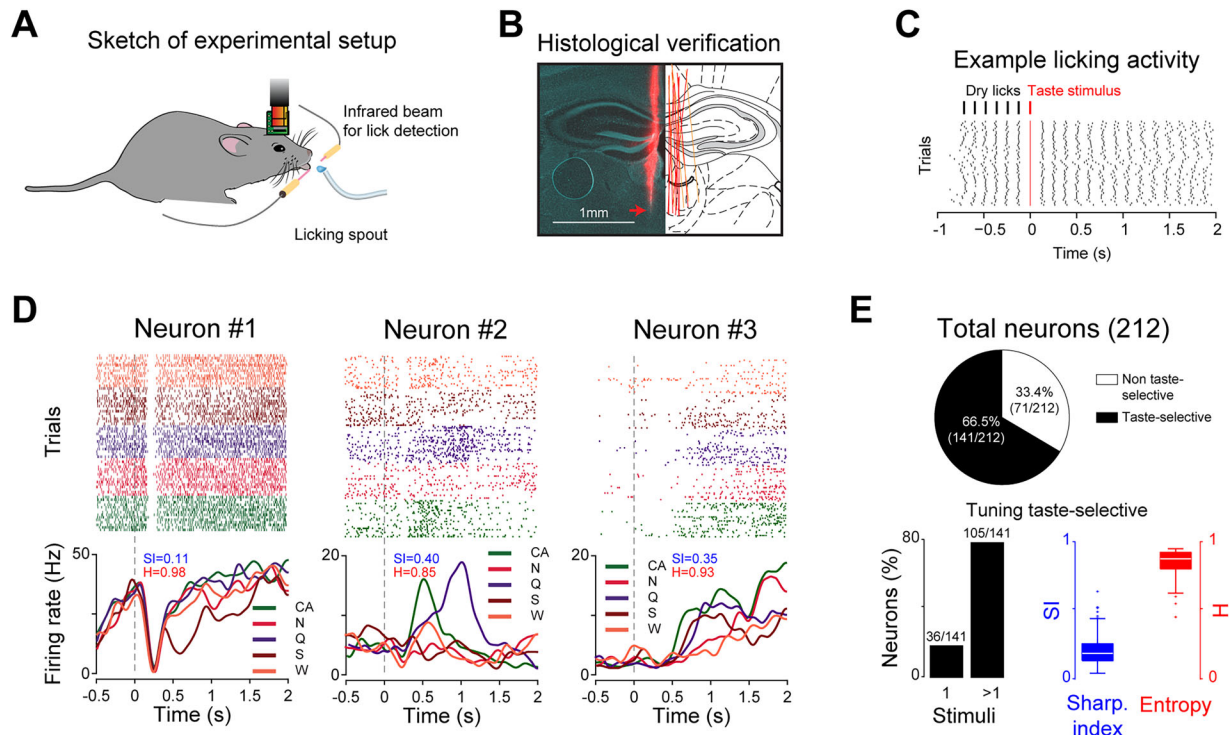 A
Sketch of experimental setup
Infrared beam
for lick detection
Licking spout
B
Histological verification
1mm
C
Example licking activity
Dry licks
Taste stimulus
Trials
-1
−0.5
0
0.5
1
1.5
2
Time (s)
D
Neuron #1
Neuron #2
Neuron #3
Trials
Firing rate (Hz)
50
0
SI=0.11
H=0.98
CA
N
Q
S
W
-0.5
0
0.5
1
1.5
2
Time (s)
20
0
SI=0.40
H=0.85
CA
N
Q
S
W
-0.5
0
0.5
1
1.5
2
Time (s)
20
0
SI=0.35
H=0.93
CA
N
Q
S
W
-0.5
0
0.5
1
1.5
2
Time (s)
E
Total neurons (212)
33.4%
(71/212)
66.5%
(141/212)
Non taste-
selective
Taste-selective
Tuning taste-selective
Neurons (%)
80
0
36/141
105/141
1
>1
Stimuli
SI
1
0
Sharp.
index
1
0
H
Entropy